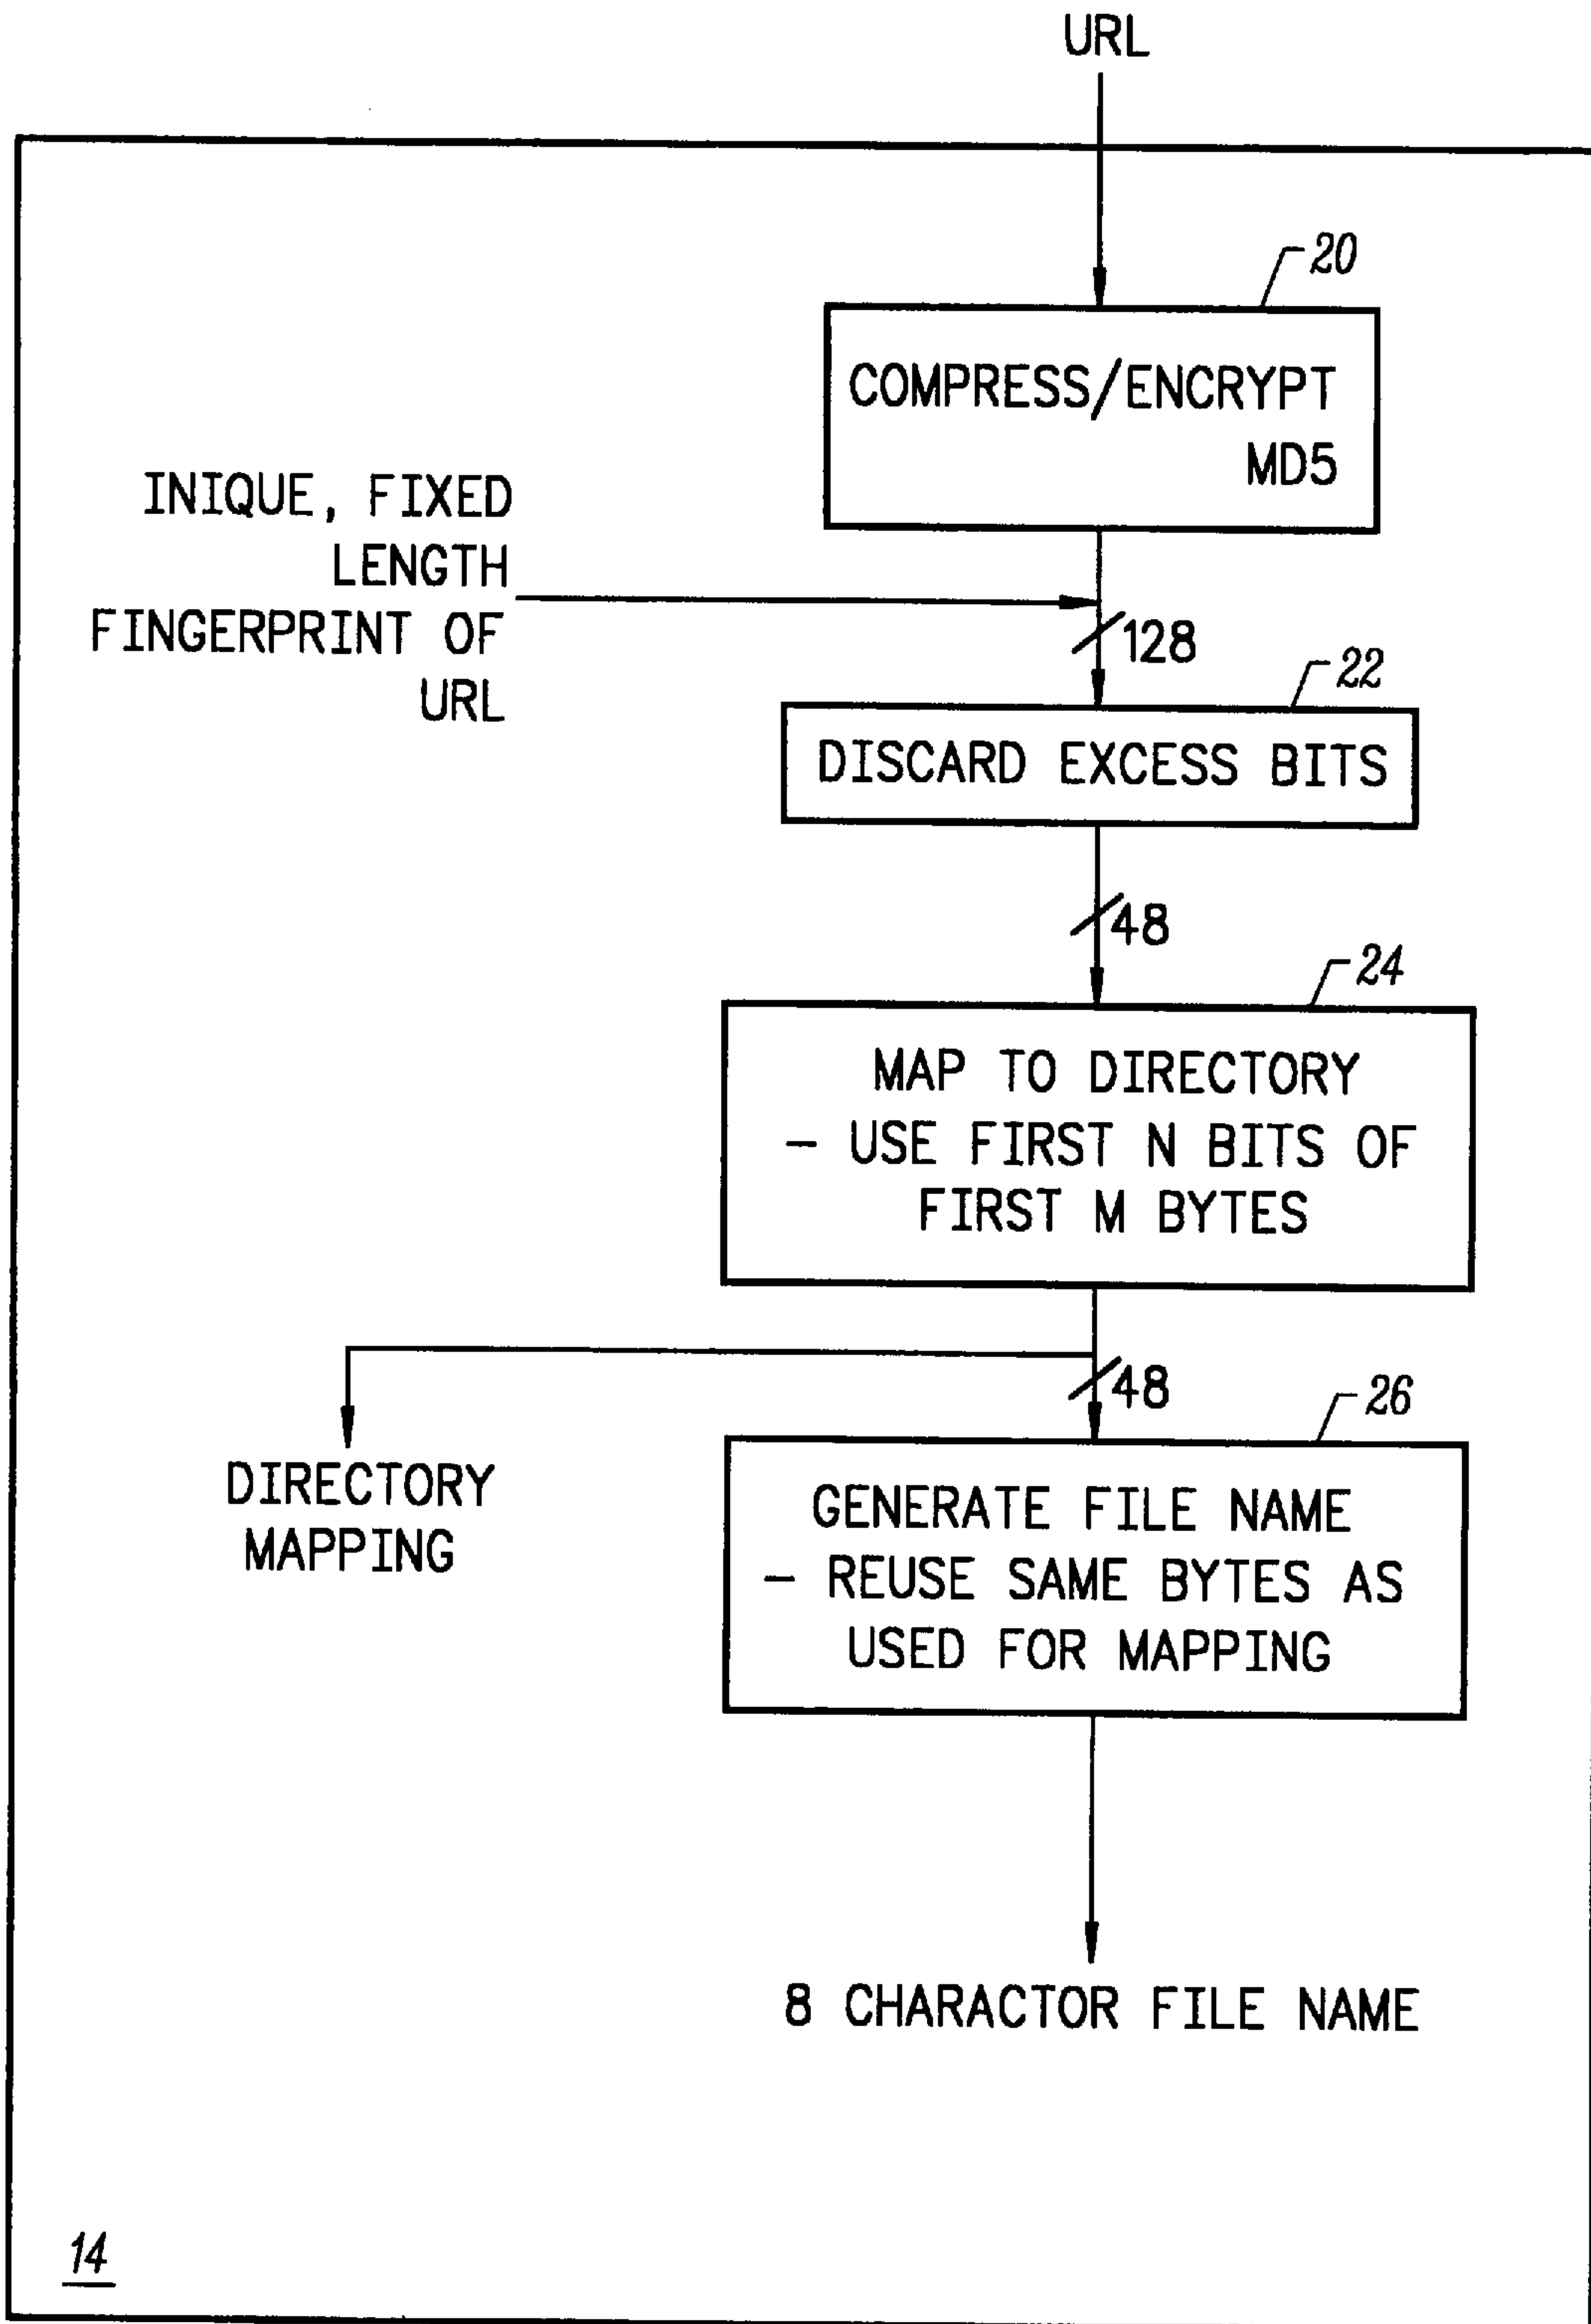 URL
20
COMPRESS/ENCRYPT
MD5
INIQUE, FIXED
LENGTH
FINGERPRINT OF
URL
128
22
DISCARD EXCESS BITS
48
24
MAP TO DIRECTORY
- USE FIRST N BITS OF
FIRST M BYTES
48
26
DIRECTORY
MAPPING
GENERATE FILE NAME
- REUSE SAME BYTES AS
USED FOR MAPPING
8 CHARACTOR FILE NAME
14